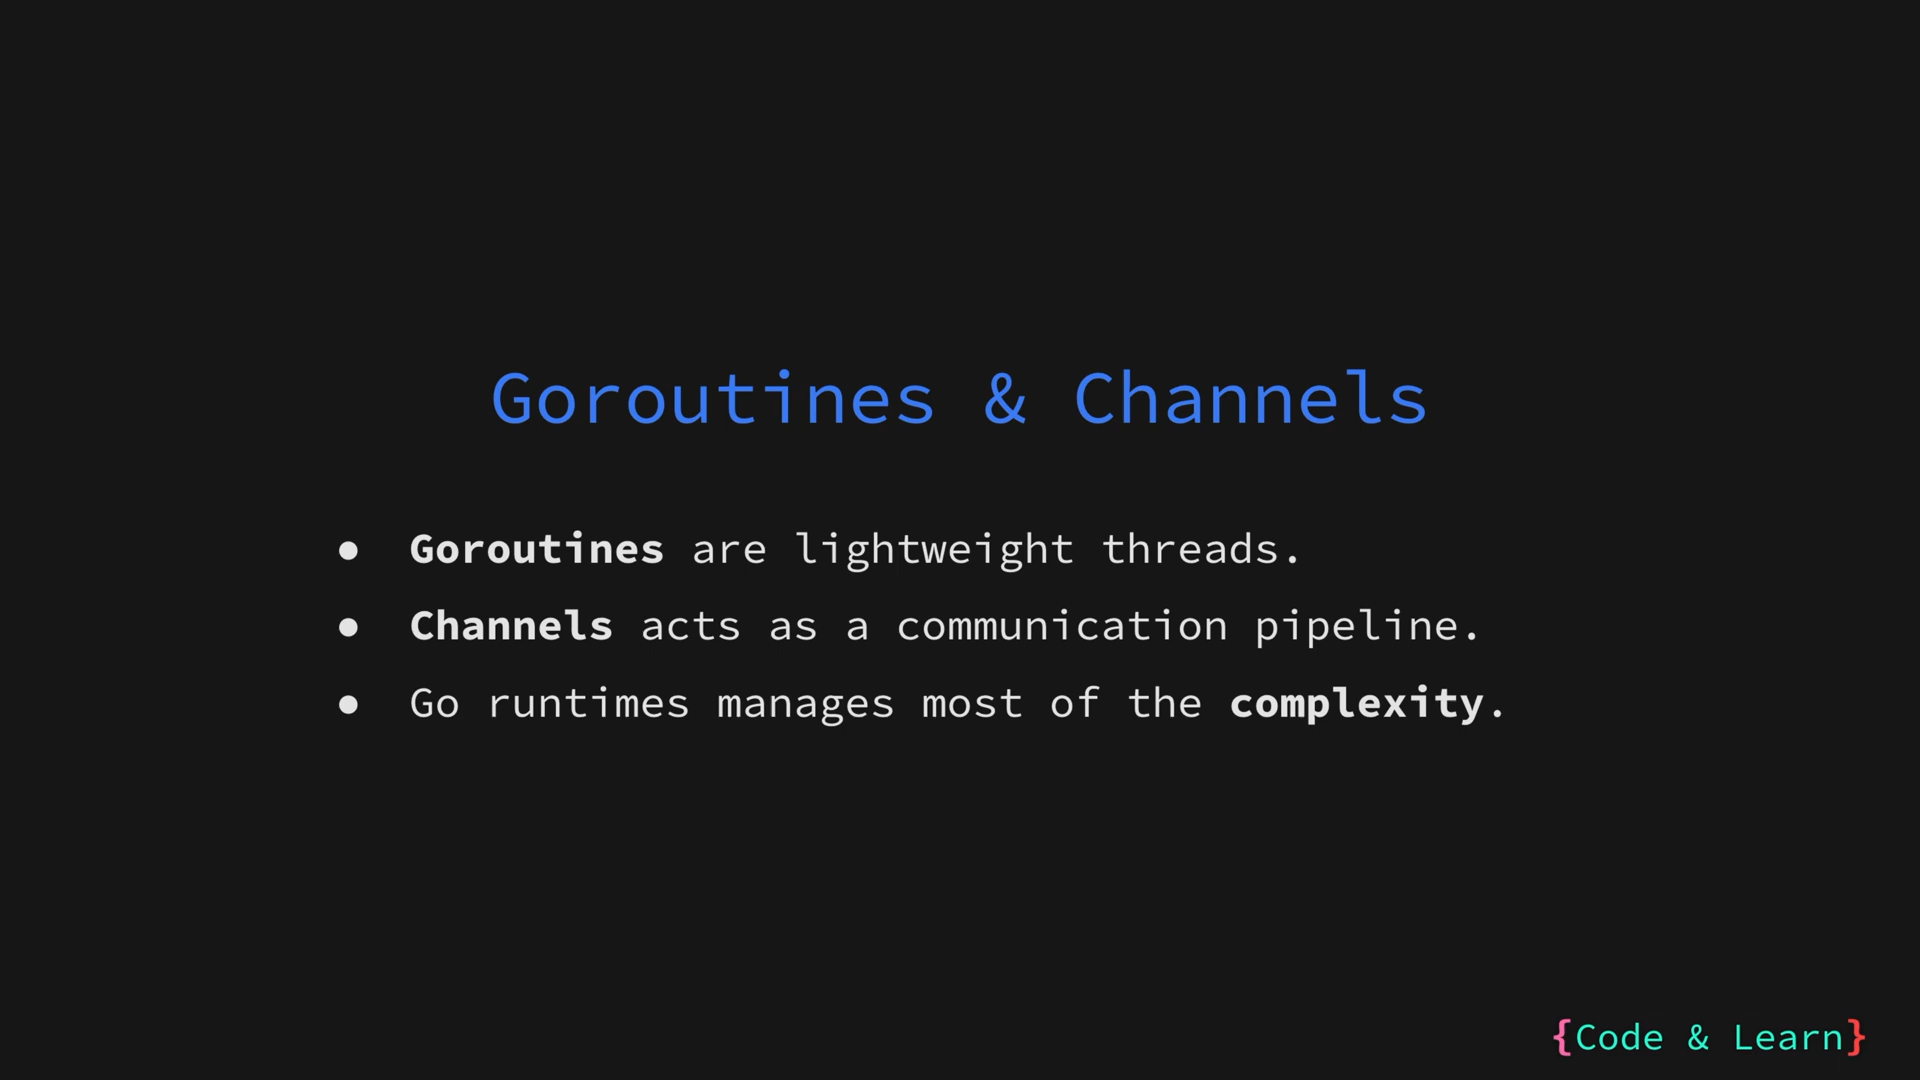 Goroutines & Channels
● Goroutines are lightweight threads.
● Channels acts as a communication pipeline.
● Go runtimes manages most of the complexity.
{Code & Learn}